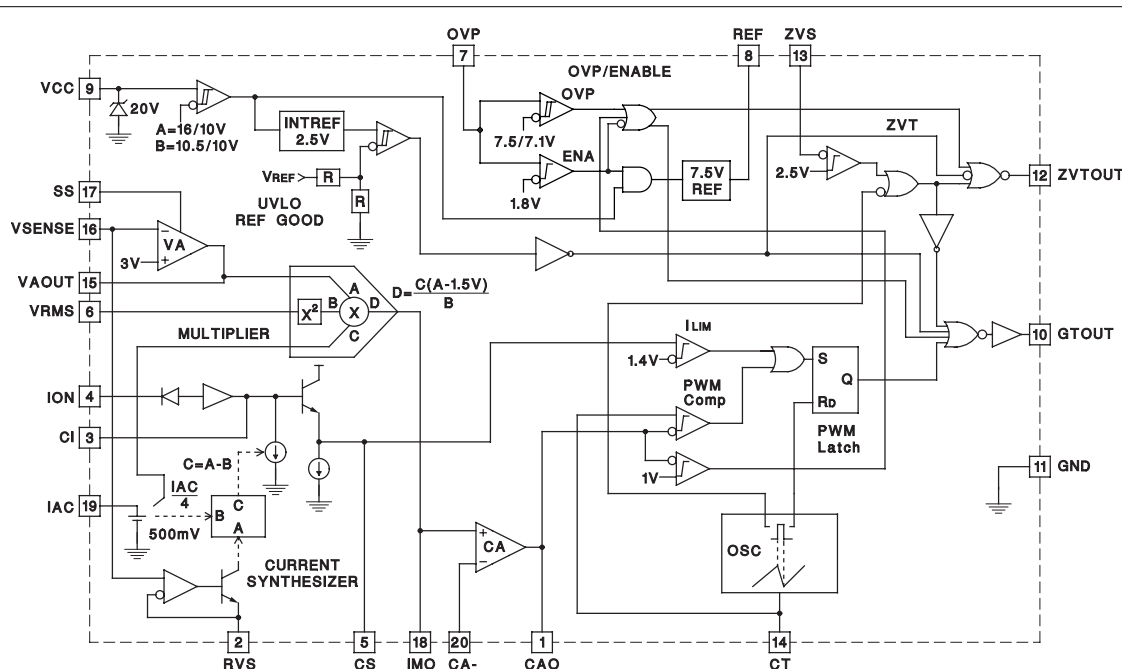 OVP
7
REF
8
ZVS
13
VCC
9
20V
A=16/10V
B=10.5/10V
INTREF
2.5V
OVP/ENABLE
OVP
7.5/7.1V
ENA
1.8V
7.5V
REF
ZVT
2.5V
12
ZVTOUT
VREF
R
R
UVLO
REF GOOD
SS
17
VSENSE
16
VA
3V
VAOUT
15
VRMS
6
X2
A
B
X
D
C
D=C(A-1.5V)/B
MULTIPLIER
ILIM
1.4V
S
Q
RD
PWM
Comp
PWM
Latch
1V
10
GTOUT
ION
4
CI
3
C=A-B
IAC
19
IAC
4
500mV
B
C
A
CURRENT
SYNTHESIZER
CA
OSC
11
GND
2
RVS
5
CS
18
IMO
20
CA-
1
CAO
14
CT